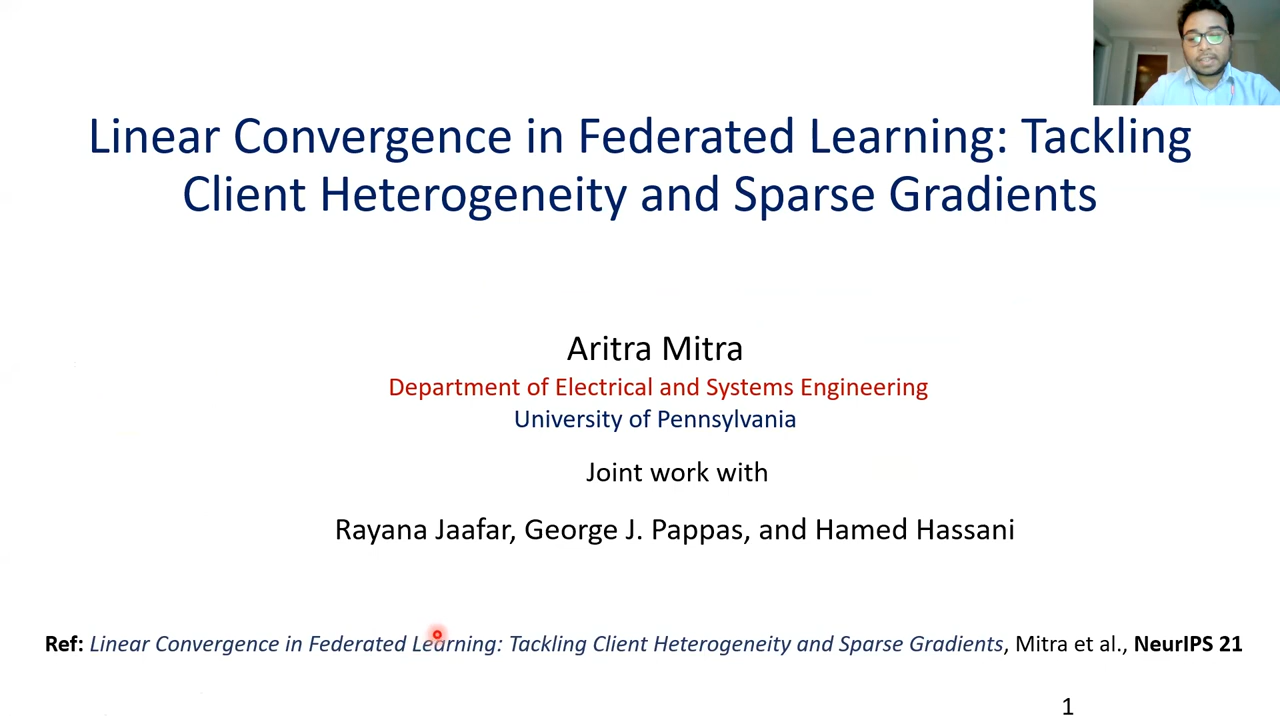 Linear Convergence in Federated Learning: Tackling
Client Heterogeneity and Sparse Gradients
Aritra Mitra
Department of Electrical and Systems Engineering
University of Pennsylvania
Joint work with
Rayana Jaafar, George J. Pappas, and Hamed Hassani
Ref: Linear Convergence in Federated Learning: Tackling Client Heterogeneity and Sparse Gradients, Mitra et al., NeurIPS 21
1